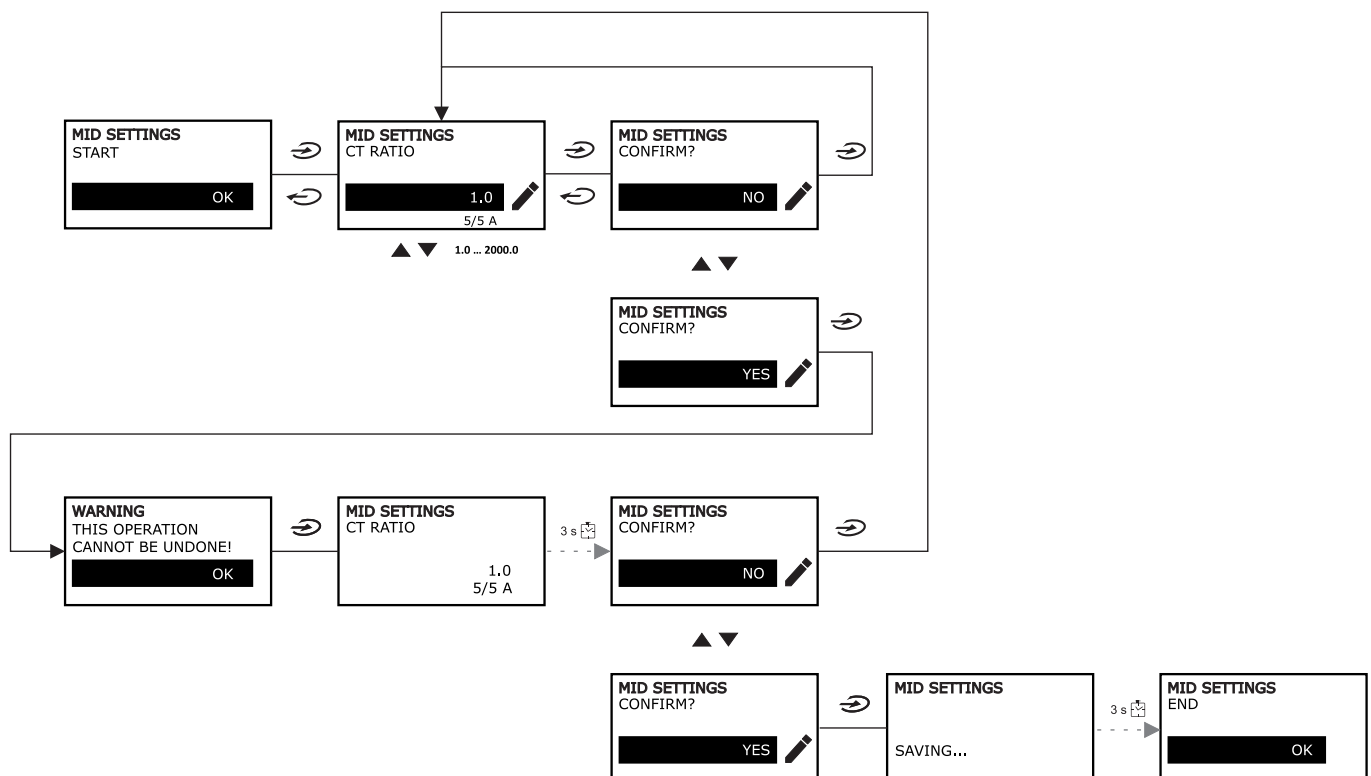 MID SETTINGS
START
OK
MID SETTINGS
CT RATIO
1.0
5/5 A
1.0 ... 2000.0
MID SETTINGS
CONFIRM?
NO
MID SETTINGS
CONFIRM?
YES
WARNING
THIS OPERATION
CANNOT BE UNDONE!
OK
MID SETTINGS
CT RATIO
1.0
5/5 A
3 s
MID SETTINGS
CONFIRM?
NO
MID SETTINGS
CONFIRM?
YES
MID SETTINGS
SAVING...
3 s
MID SETTINGS
END
OK